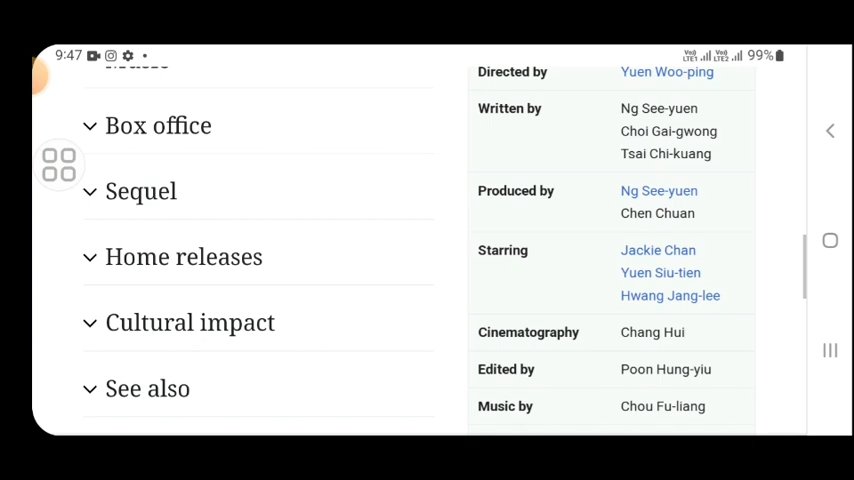 9:47
99%
Box office
Sequel
Home releases
Cultural impact
See also
Directed by Yuen Woo-ping
Written by Ng See-yuen
Choi Gai-gwong
Tsai Chi-kuang
Produced by Ng See-yuen
Chen Chuan
Starring Jackie Chan
Yuen Siu-tien
Hwang Jang-lee
Cinematography Chang Hui
Edited by Poon Hung-yiu
Music by Chou Fu-liang